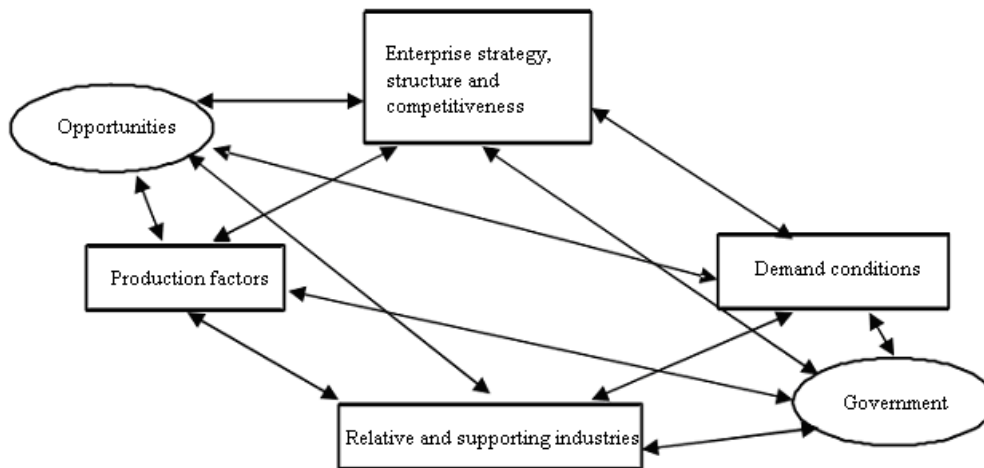 Enterprise strategy,
structure and
competitiveness
Opportunities
Production factors
Demand conditions
Relative and supporting industries
Government